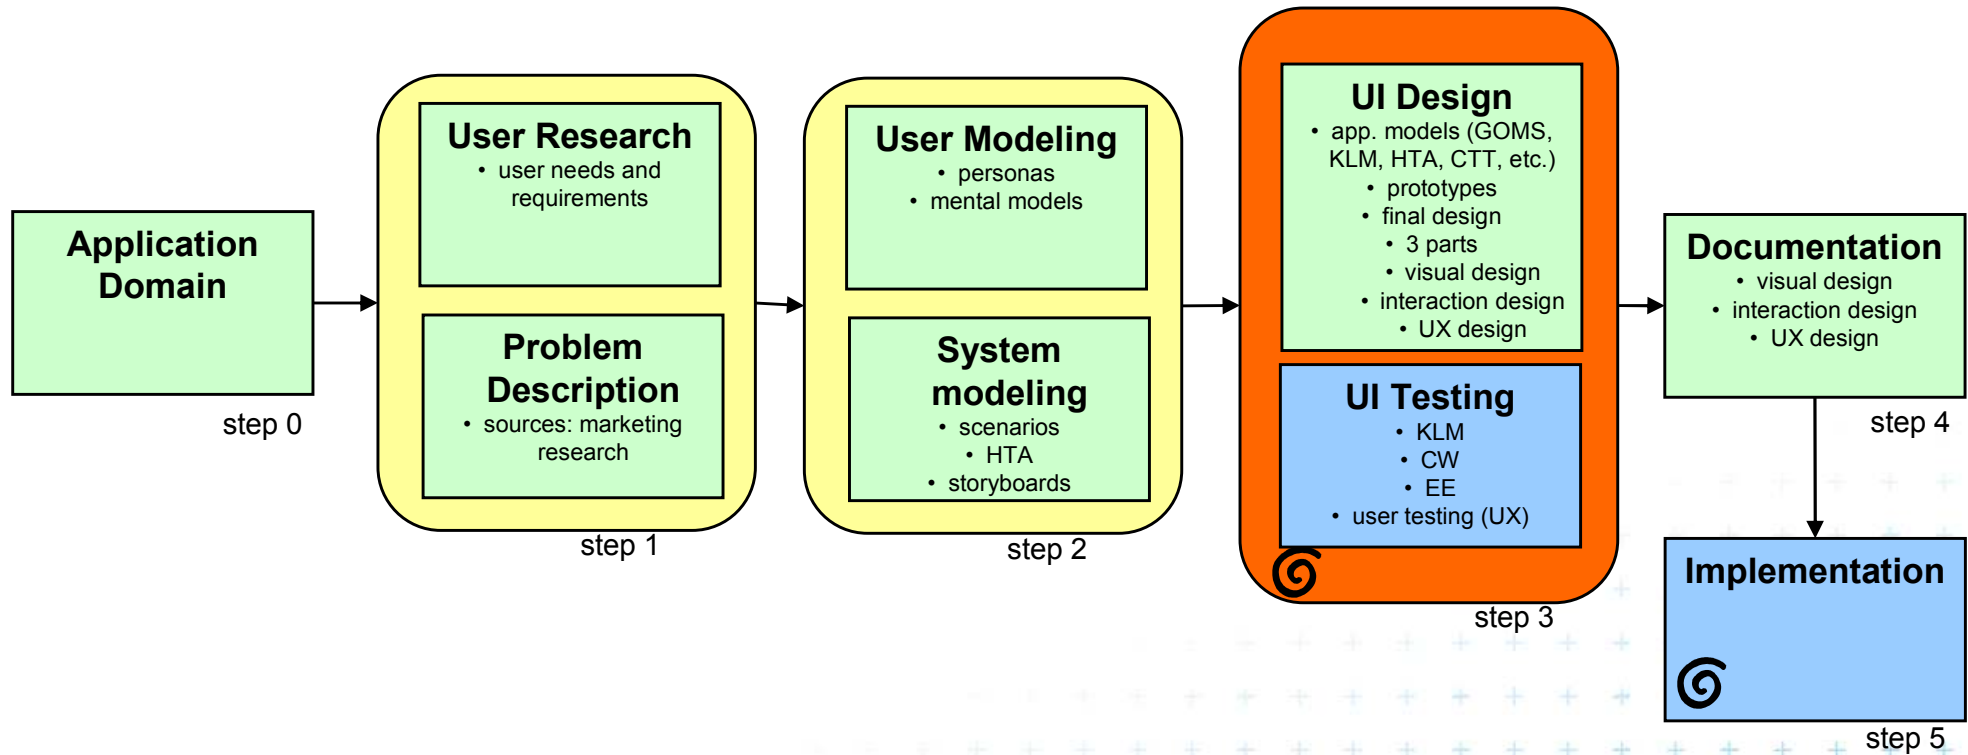 Application
Domain
step 0
User Research
• user needs and
requirements
Problem
Description
• sources: marketing
research
step 1
User Modeling
• personas
• mental models
System
modeling
• scenarios
• HTA
• storyboards
step 2
UI Design
• app. models (GOMS,
KLM, HTA, CTT, etc.)
• prototypes
• final design
• 3 parts
• visual design
• interaction design
• UX design
UI Testing
• KLM
• CW
• EE
• user testing (UX)
step 3
Documentation
• visual design
• interaction design
• UX design
step 4
Implementation
step 5